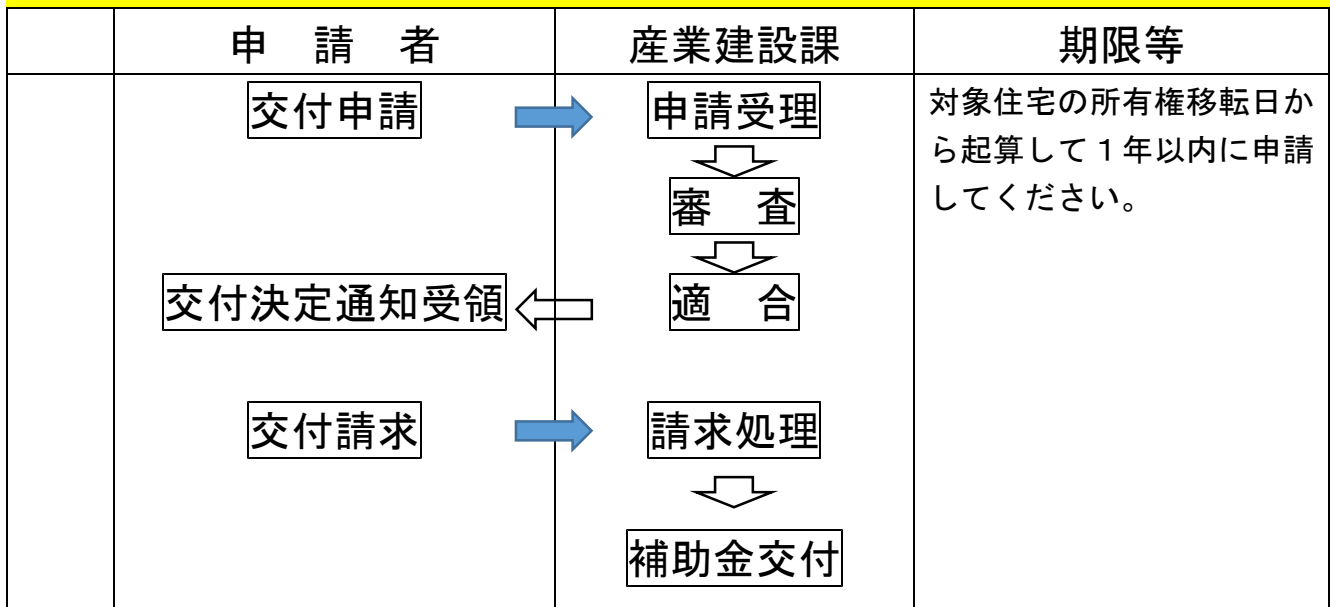 申　請　者
産業建設課
期限等
交付申請
申請受理
対象住宅の所有権移転日か
ら起算して１年以内に申請
してください。
審　査
交付決定通知受領
適　合
交付請求
請求処理
補助金交付